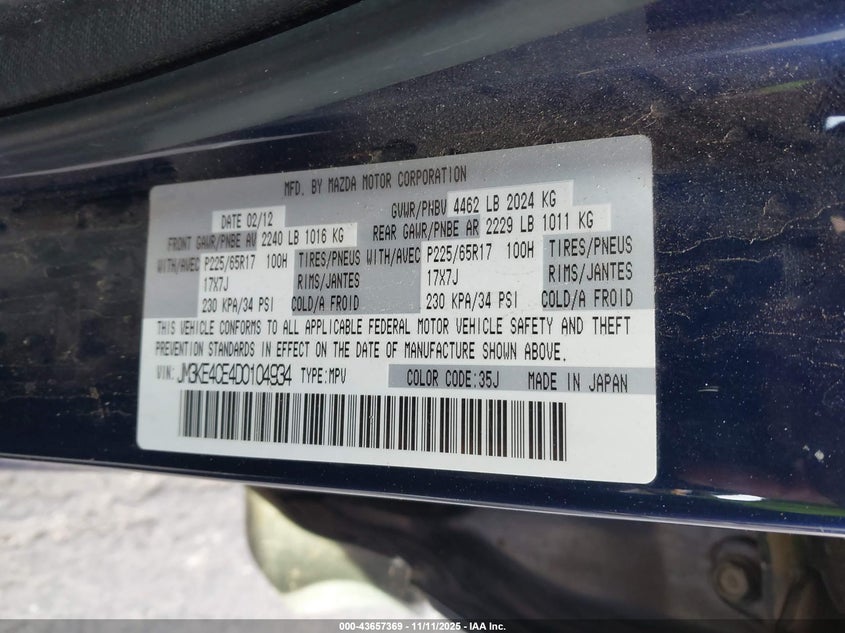 MFD. BY MAZDA MOTOR CORPORATION
DATE 02/12 GVWR/PHBV 4462 LB 2024 KG
FRONT GAWR/PNBE AV 2240 LB 1016 KG REAR GAWR/PNBE AR 2229 LB 1011 KG
WITH/AVEC P225/65R17 100H TIRES/PNEUS WITH/AVEC P225/65R17 100H TIRES/PNEUS
17X7J RIMS/JANTES 17X7J RIMS/JANTES
230 KPA/34 PSI COLD/A FROID 230 KPA/34 PSI COLD/A FROID
THIS VEHICLE CONFORMS TO ALL APPLICABLE FEDERAL MOTOR VEHICLE SAFETY AND THEFT
PREVENTION STANDARDS IN EFFECT ON THE DATE OF MANUFACTURE SHOWN ABOVE.
VIN: JM3KE4CE4D0104934 TYPE:MPV COLOR CODE:35J MADE IN JAPAN
000-43657369 - 11/11/2025 - IAA Inc.